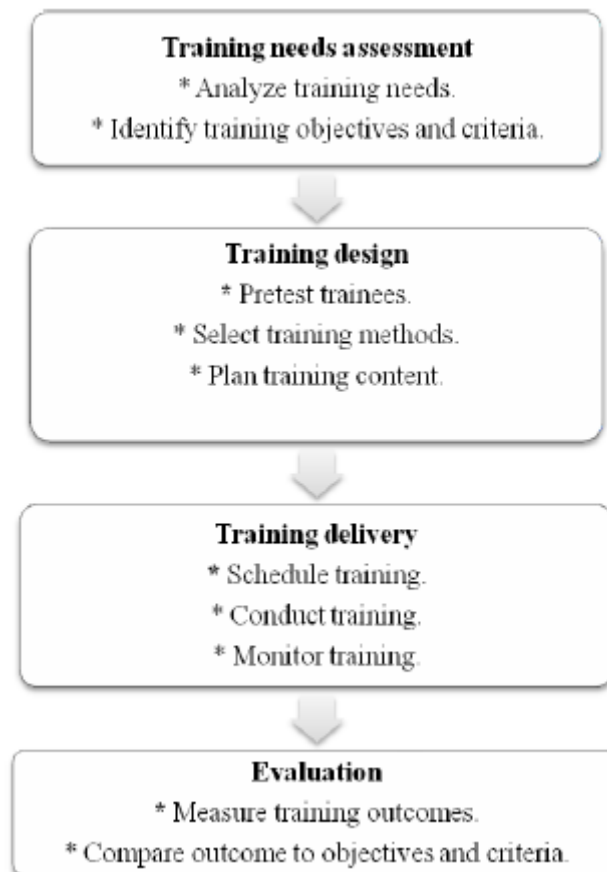 Training needs assessment
* Analyze training needs.
* Identify training objectives and criteria.
Training design
* Pretest trainees.
* Select training methods.
* Plan training content.
Training delivery
* Schedule training.
* Conduct training.
* Monitor training.
Evaluation
* Measure training outcomes.
* Compare outcome to objectives and criteria.